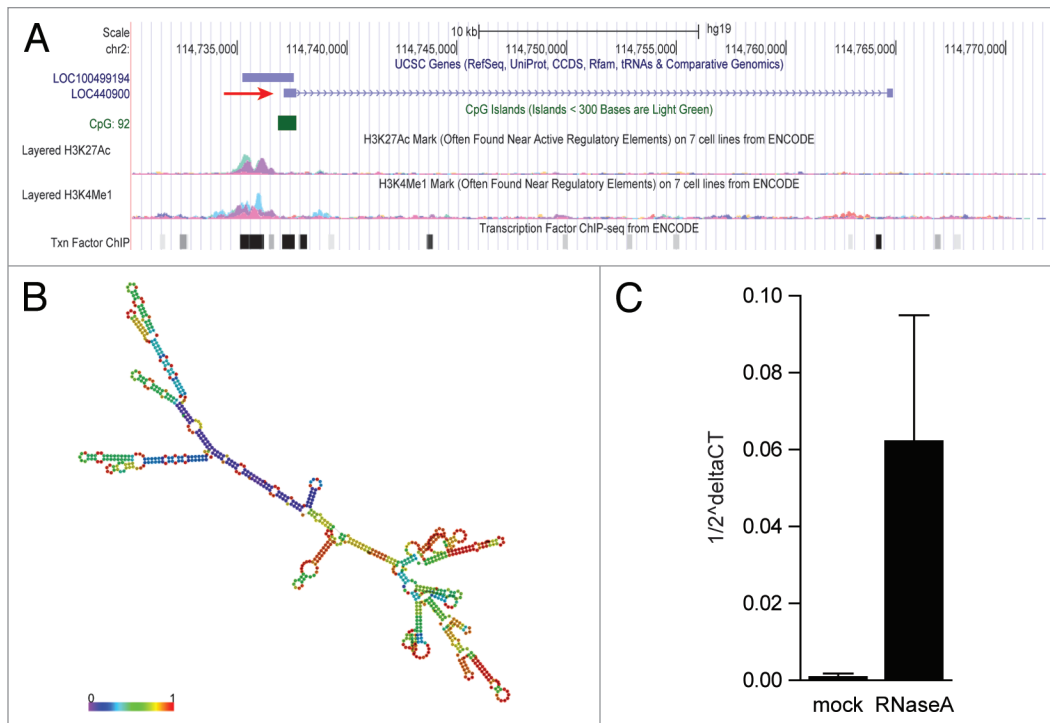 A
Scale
10 kb
hg19
chr2:
114,735,000
114,740,000
114,745,000
114,750,000
114,755,000
114,760,000
114,765,000
114,770,000
UCSC Genes (RefSeq, UniProt, CCDS, Rfam, tRNAs & Comparative Genomics)
LOC100499194
LOC440900
CpG Islands (Islands < 300 Bases are Light Green)
CpG: 92
H3K27Ac Mark (Often Found Near Active Regulatory Elements) on 7 cell lines from ENCODE
Layered H3K27Ac
H3K4Me1 Mark (Often Found Near Regulatory Elements) on 7 cell lines from ENCODE
Layered H3K4Me1
Transcription Factor ChIP-seq from ENCODE
Txn Factor ChIP
B
0
1
C
1/2^deltaCT
0.10
0.08
0.06
0.04
0.02
0.00
mock
RNaseA